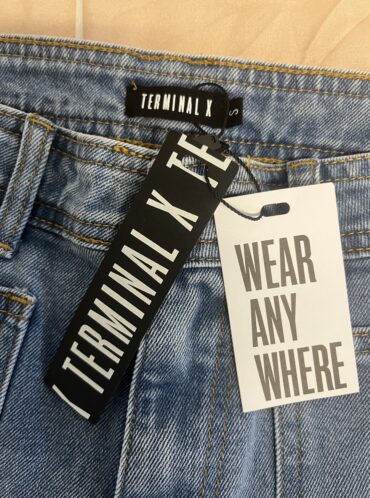 TERMINAL X
S
TERMINAL X TE
WEAR
ANY
WHERE